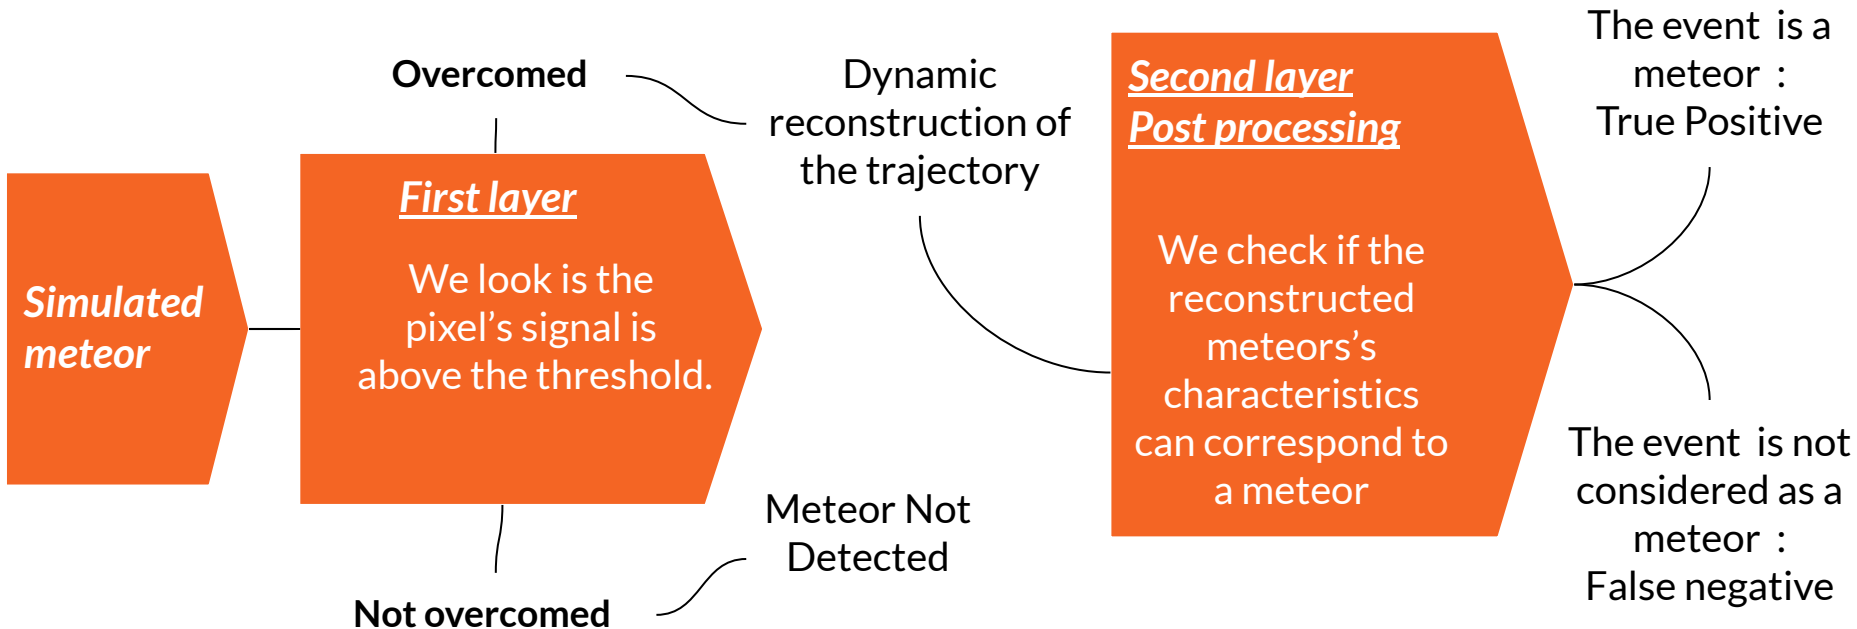 Simulated
meteor
Overcomed
First layer
We look is the
pixel’s signal is
above the threshold.
Not overcomed
Dynamic
reconstruction of
the trajectory
Meteor Not
Detected
Second layer
Post processing
We check if the
reconstructed
meteors’s
characteristics
can correspond to
a meteor
The event is a
meteor :
True Positive
The event is not
considered as a
meteor :
False negative